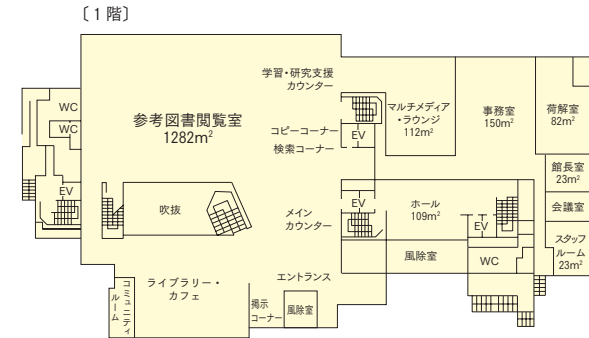 〔1階〕
学習・研究支援
カウンター
WC
WC
参考図書閲覧室
1282m²
コピーコーナー
検索コーナー
EV
マルチメディア
・ラウンジ
112m²
事務室
150m²
荷解室
82m²
館長室
23m²
会議室
スタッフ
ルーム
23m²
EV
吹抜
メイン
カウンター
EV
ホール
109m²
EV
風除室
WC
エントランス
ライブラリー・
カフェ
コミュニティ
ルーム
掲示
コーナー
風除室